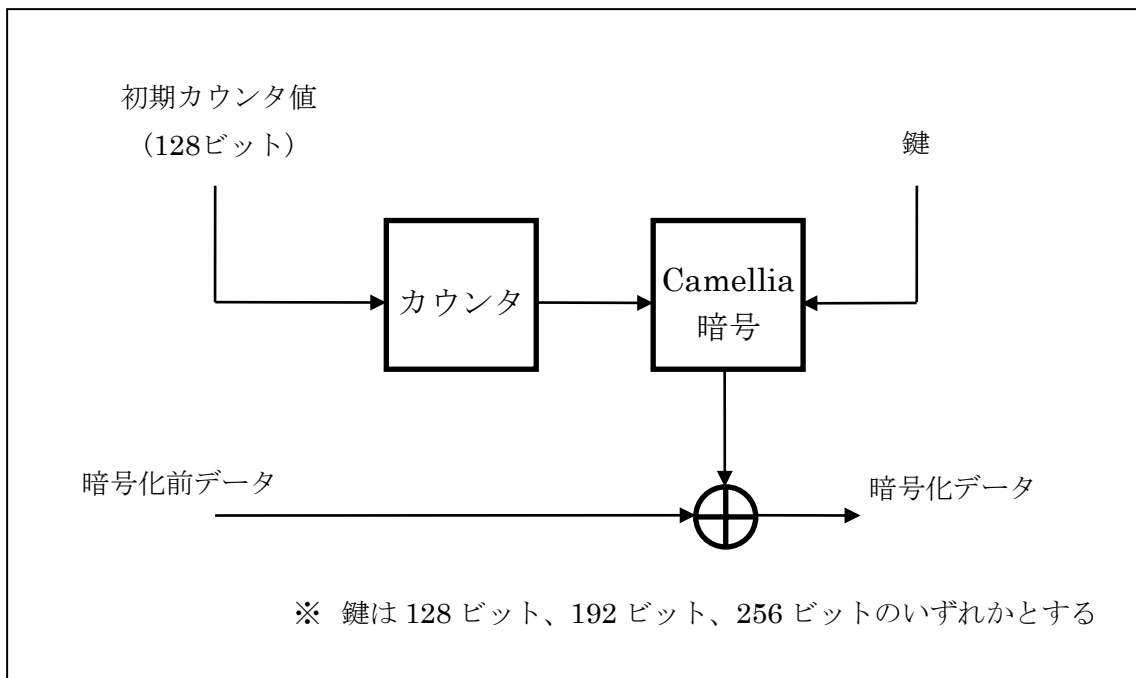 初期カウンタ値
（128ビット）
鍵
カウンタ
Camellia
暗号
暗号化前データ
暗号化データ
※ 鍵は 128 ビット、192 ビット、256 ビットのいずれかとする